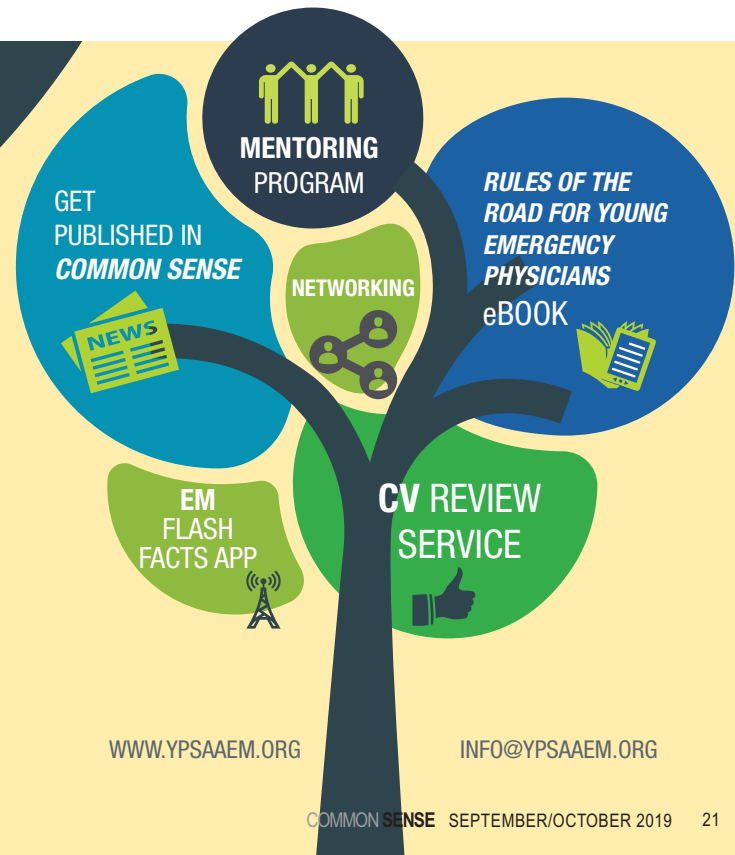 MENTORING
PROGRAM
GET
PUBLISHED IN
COMMON SENSE
NEWS
NETWORKING
RULES OF THE
ROAD FOR YOUNG
EMERGENCY
PHYSICIANS
eBOOK
EM
FLASH
FACTS APP
CV REVIEW
SERVICE
WWW.YPSAAEM.ORG
INFO@YPSAAEM.ORG
COMMON SENSE SEPTEMBER/OCTOBER 2019 21